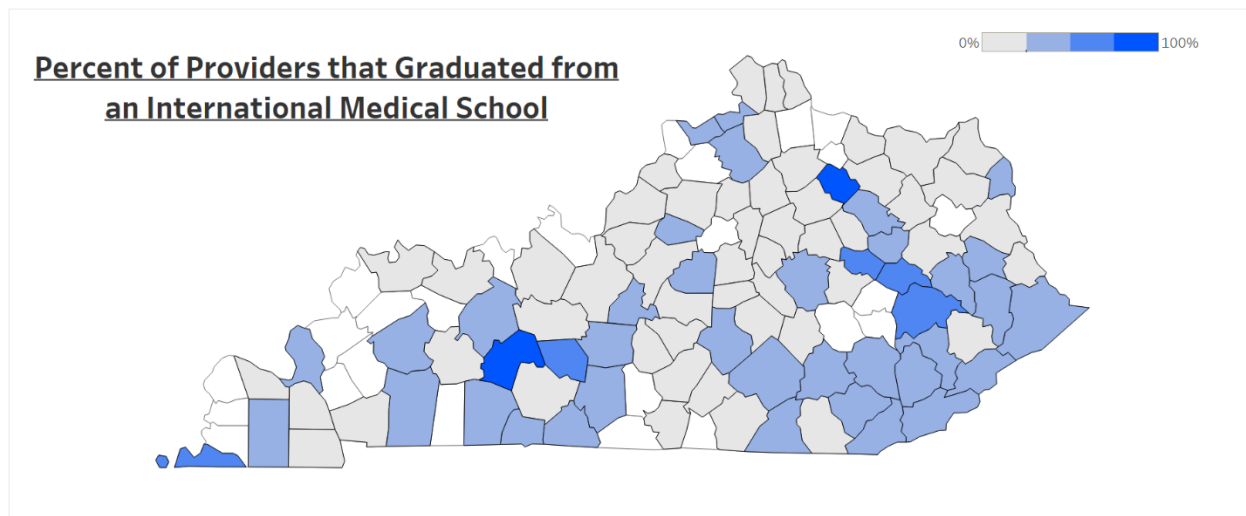 Percent of Providers that Graduated from
an International Medical School
0% 100%